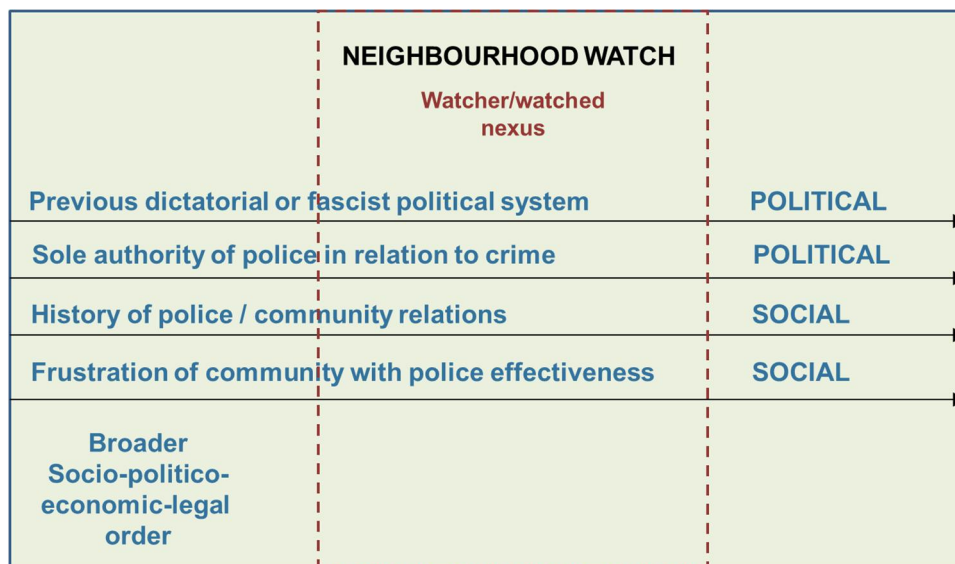 NEIGHBOURHOOD WATCH
Watcher/watched
nexus
Previous dictatorial or fascist political system POLITICAL
Sole authority of police in relation to crime POLITICAL
History of police / community relations SOCIAL
Frustration of community with police effectiveness SOCIAL
Broader
Socio-politico-
economic-legal
order